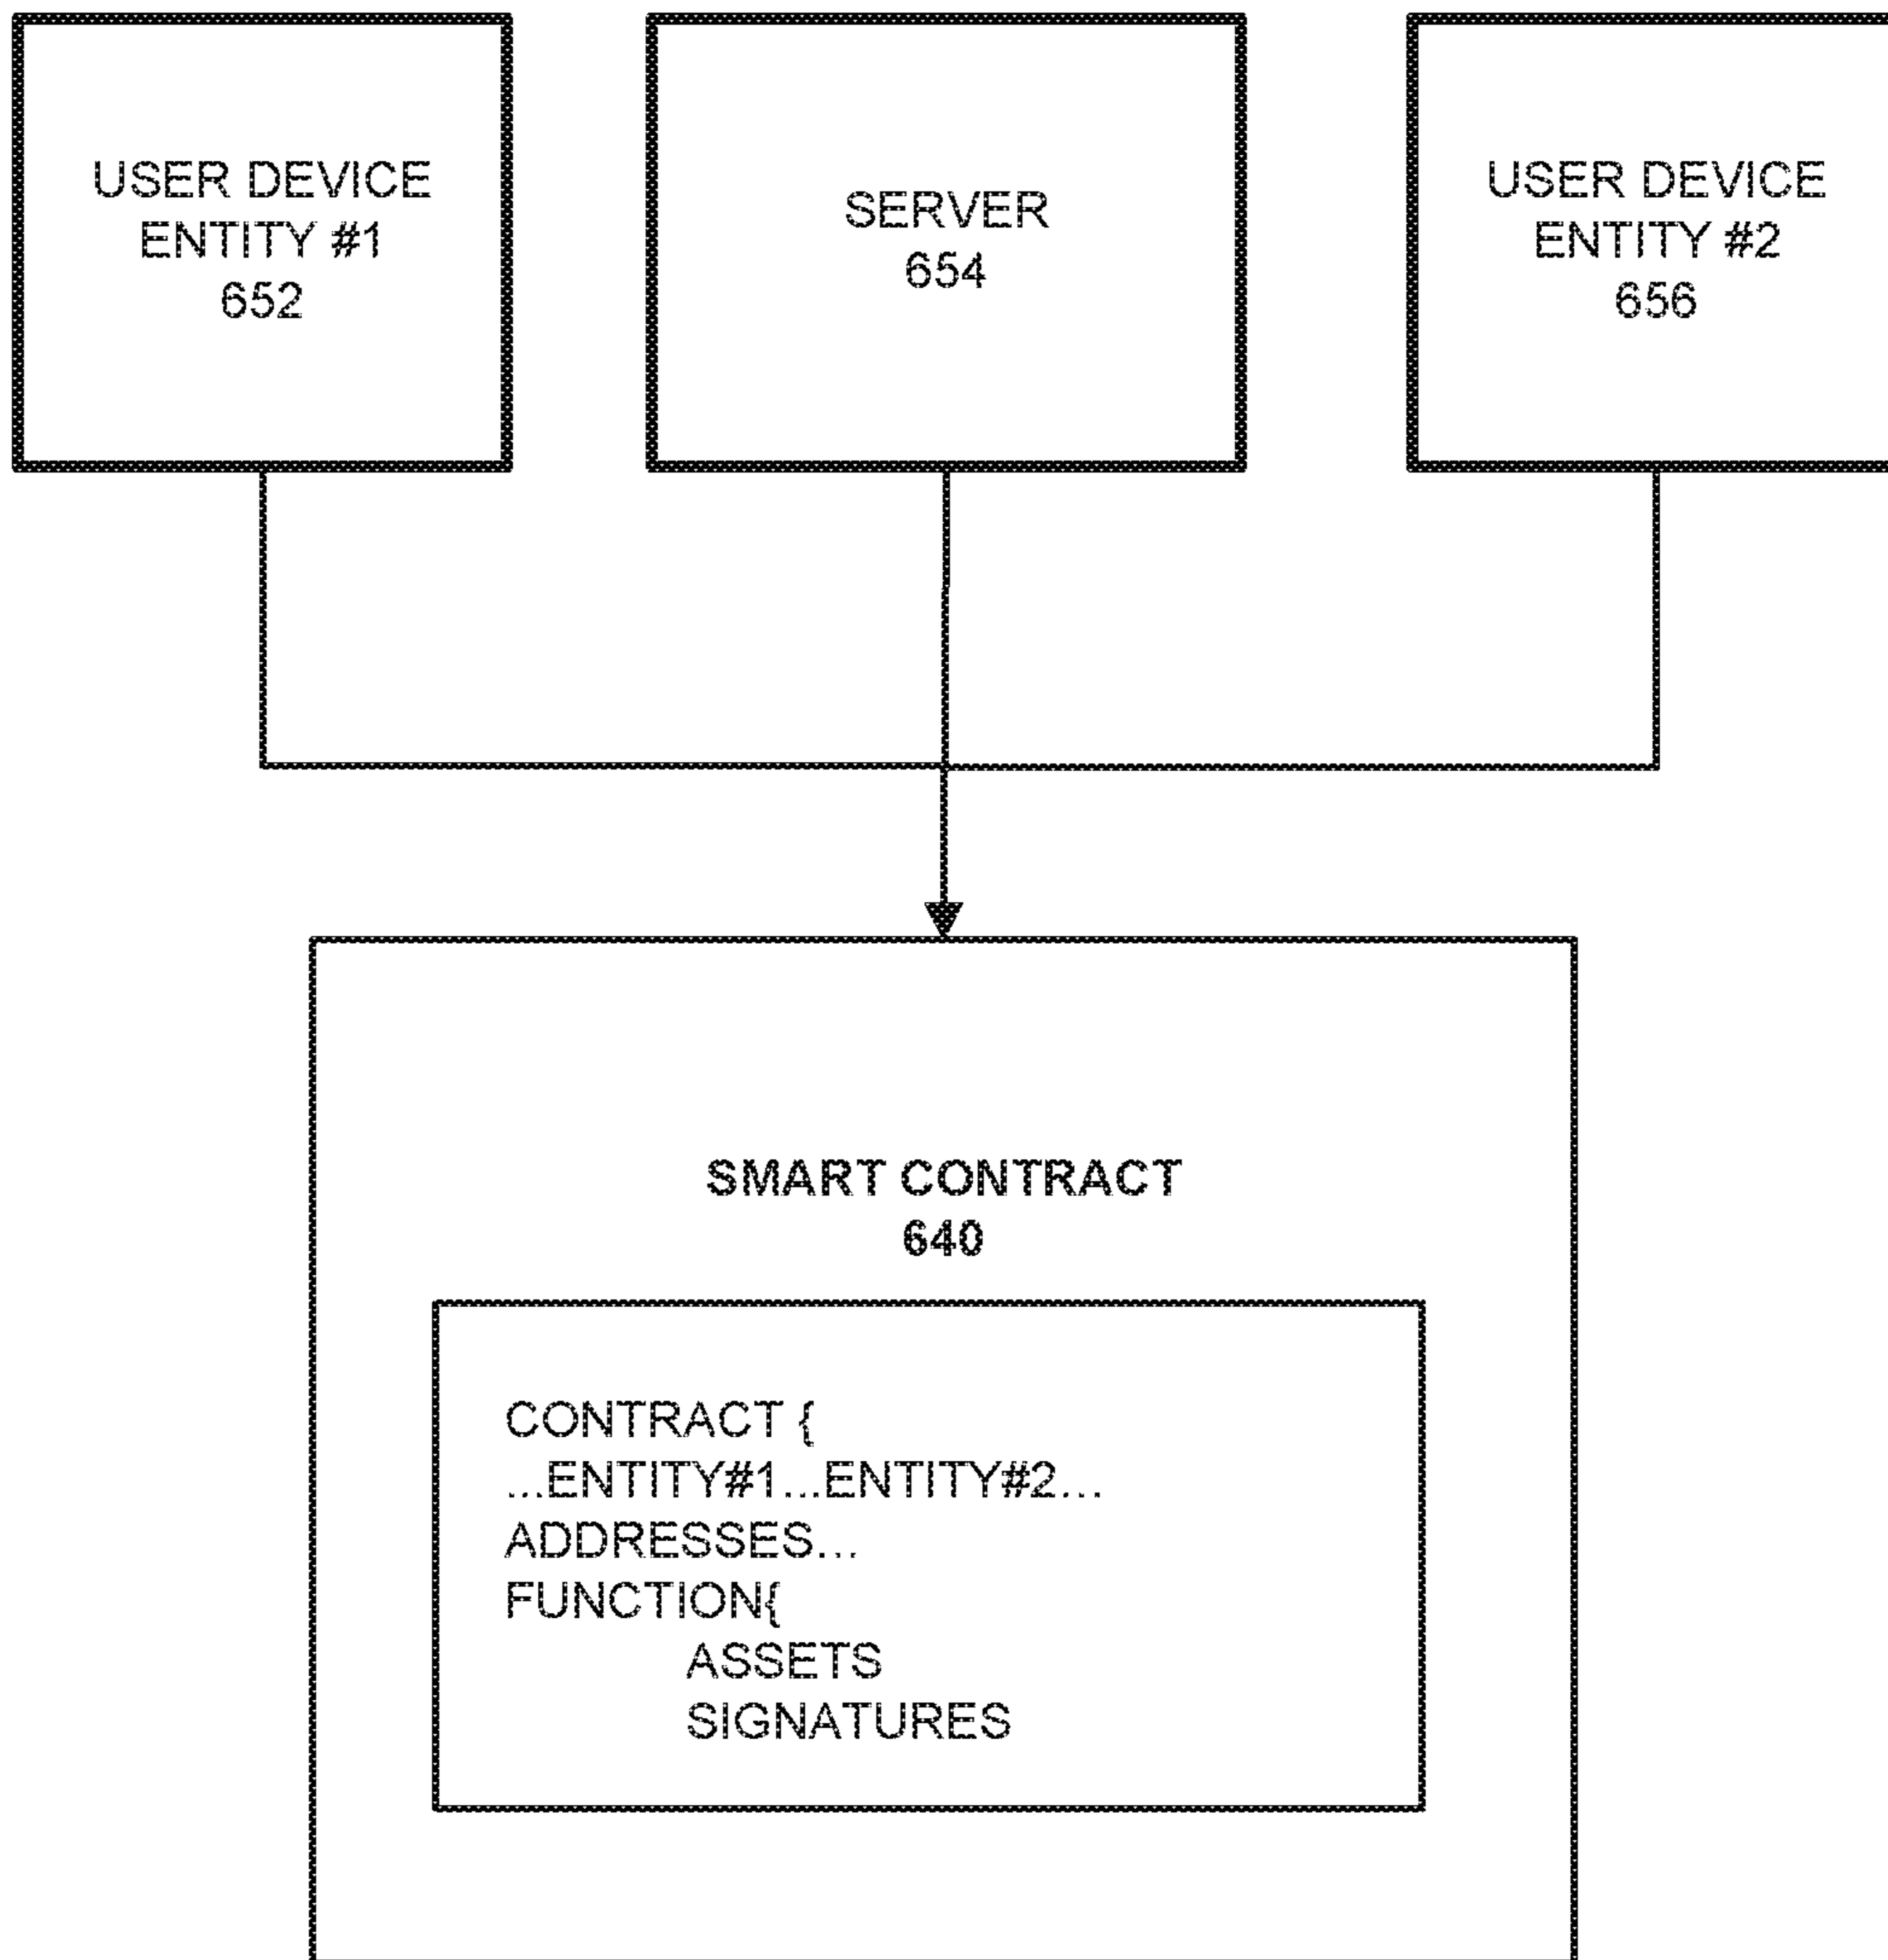 USER DEVICE
ENTITY #1
652
SERVER
654
USER DEVICE
ENTITY #2
656
SMART CONTRACT
640
CONTRACT {
...ENTITY#1...ENTITY#2...
ADDRESSES...
FUNCTION{
ASSETS
SIGNATURES